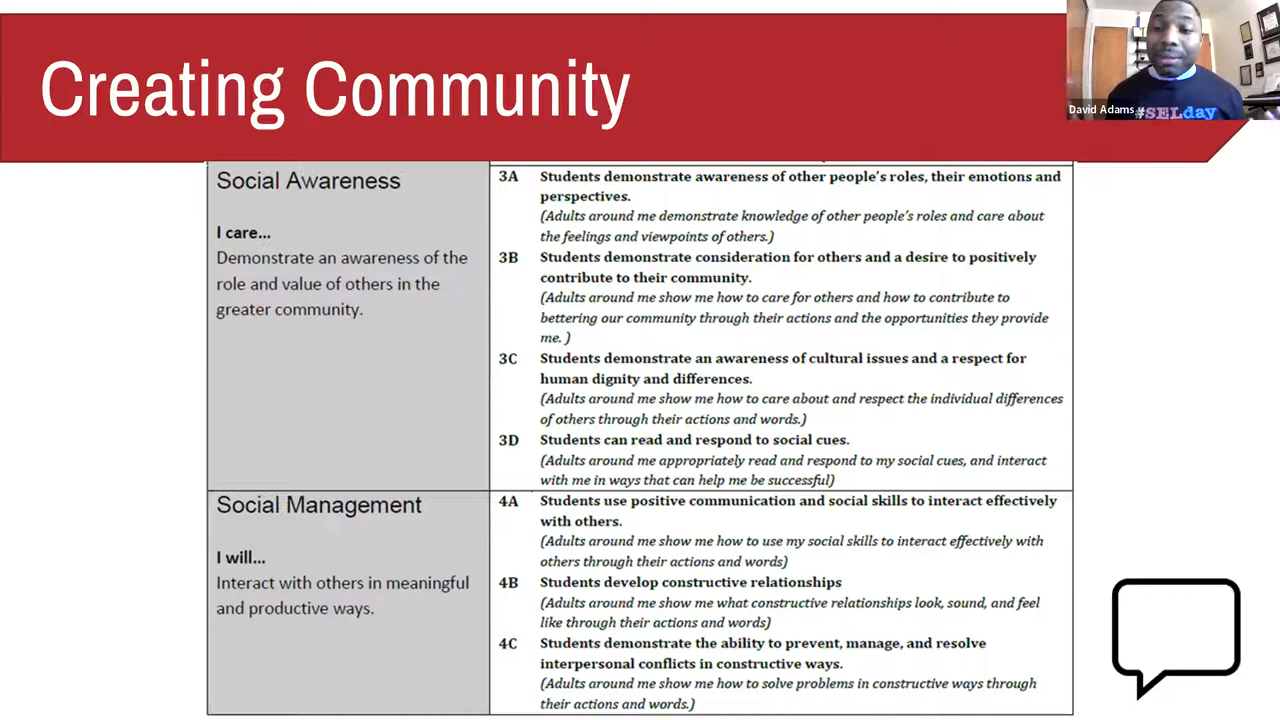 Creating Community
David Adams
#SELday
Social Awareness
I care...
Demonstrate an awareness of the
role and value of others in the
greater community.
3A Students demonstrate awareness of other people's roles, their emotions and
perspectives.
(Adults around me demonstrate knowledge of other people's roles and care about
the feelings and viewpoints of others.)
3B Students demonstrate consideration for others and a desire to positively
contribute to their community.
(Adults around me show me how to care for others and how to contribute to
bettering our community through their actions and the opportunities they provide
me. )
3C Students demonstrate an awareness of cultural issues and a respect for
human dignity and differences.
(Adults around me show me how to care about and respect the individual differences
of others through their actions and words.)
3D Students can read and respond to social cues.
(Adults around me appropriately read and respond to my social cues, and interact
with me in ways that can help me be successful)
Social Management
I will...
Interact with others in meaningful
and productive ways.
4A Students use positive communication and social skills to interact effectively
with others.
(Adults around me show me how to use my social skills to interact effectively with
others through their actions and words)
4B Students develop constructive relationships
(Adults around me show me what constructive relationships look, sound, and feel
like through their actions and words)
4C Students demonstrate the ability to prevent, manage, and resolve
interpersonal conflicts in constructive ways.
(Adults around me show me how to solve problems in constructive ways through
their actions and words.)